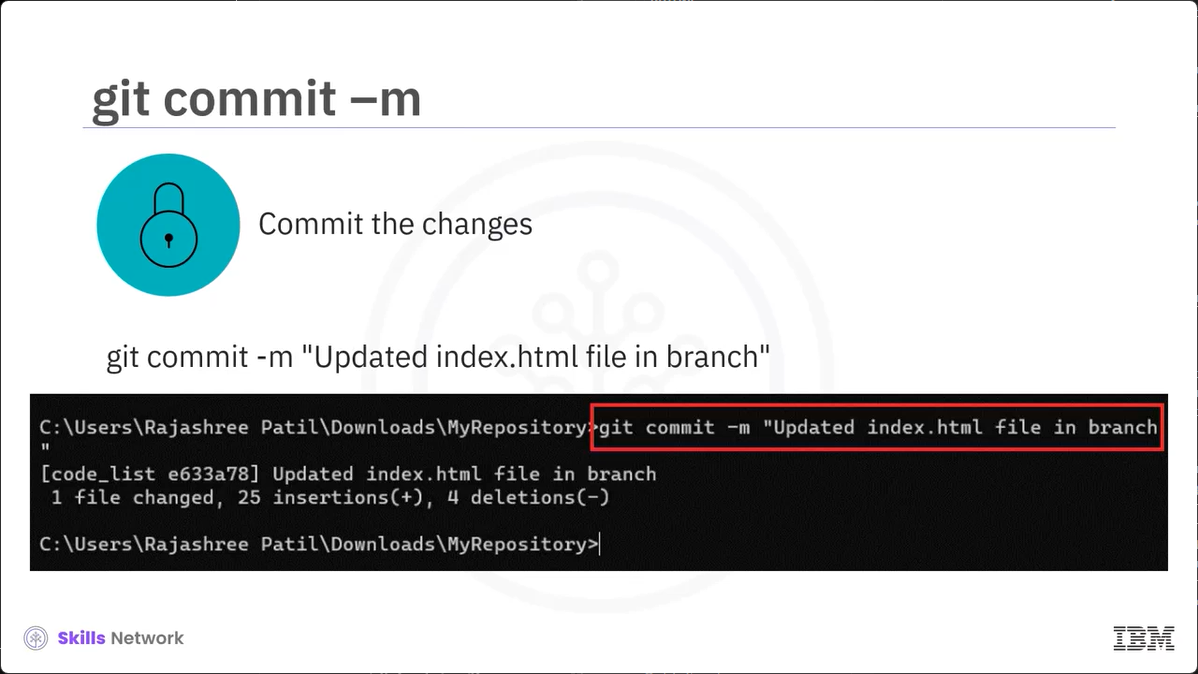 git commit –m
Commit the changes
git commit -m "Updated index.html file in branch"
C:\Users\Rajashree Patil\Downloads\MyRepository>git commit -m "Updated index.html file in branch
"
[code_list e633a78] Updated index.html file in branch
1 file changed, 25 insertions(+), 4 deletions(-)
C:\Users\Rajashree Patil\Downloads\MyRepository>
Skills Network
IBM